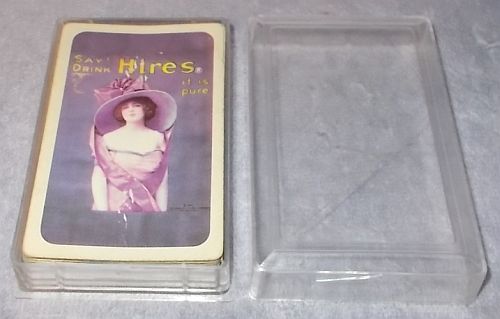 SAY!
DRINK Hires®
it is
pure